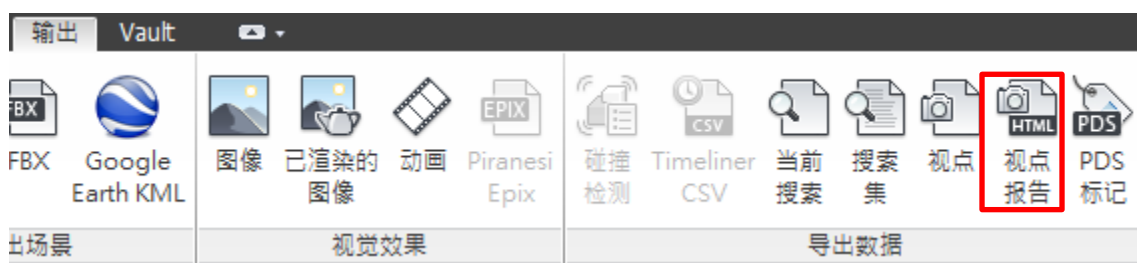 输出 Vault
FBX
EPIX
CSV
HTML
PDS
FBX Google 图像 已渲染的 动画 Piranesi 碰撞 Timeliner 当前 搜索 视点 视点 PDS
Earth KML 图像 Epix 检测 CSV 搜索 集 报告 标记
出场景 视觉效果 导出数据